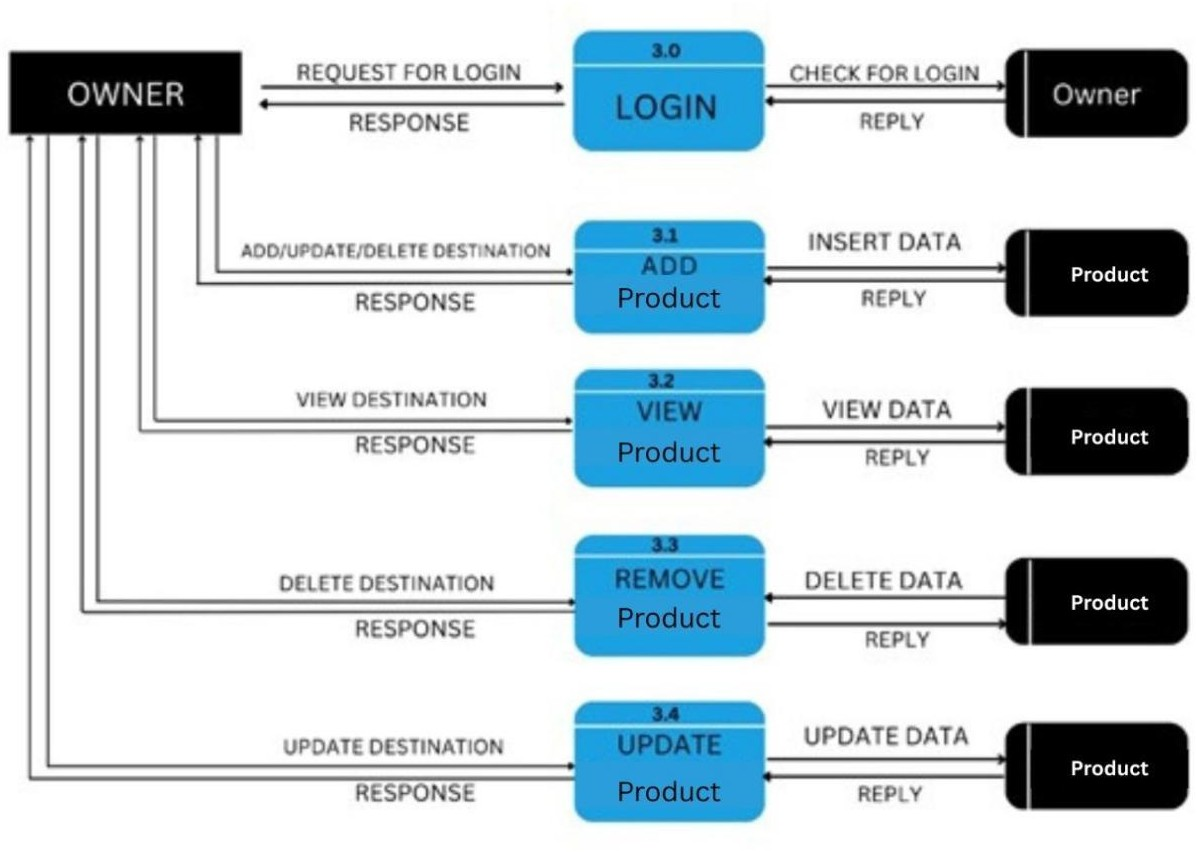 OWNER
REQUEST FOR LOGIN
RESPONSE
3.0
LOGIN
CHECK FOR LOGIN
REPLY
Owner
ADD/UPDATE/DELETE DESTINATION
RESPONSE
3.1
ADD
Product
INSERT DATA
REPLY
Product
VIEW DESTINATION
RESPONSE
3.2
VIEW
Product
VIEW DATA
REPLY
Product
DELETE DESTINATION
RESPONSE
3.3
REMOVE
Product
DELETE DATA
REPLY
Product
UPDATE DESTINATION
RESPONSE
3.4
UPDATE
Product
UPDATE DATA
REPLY
Product